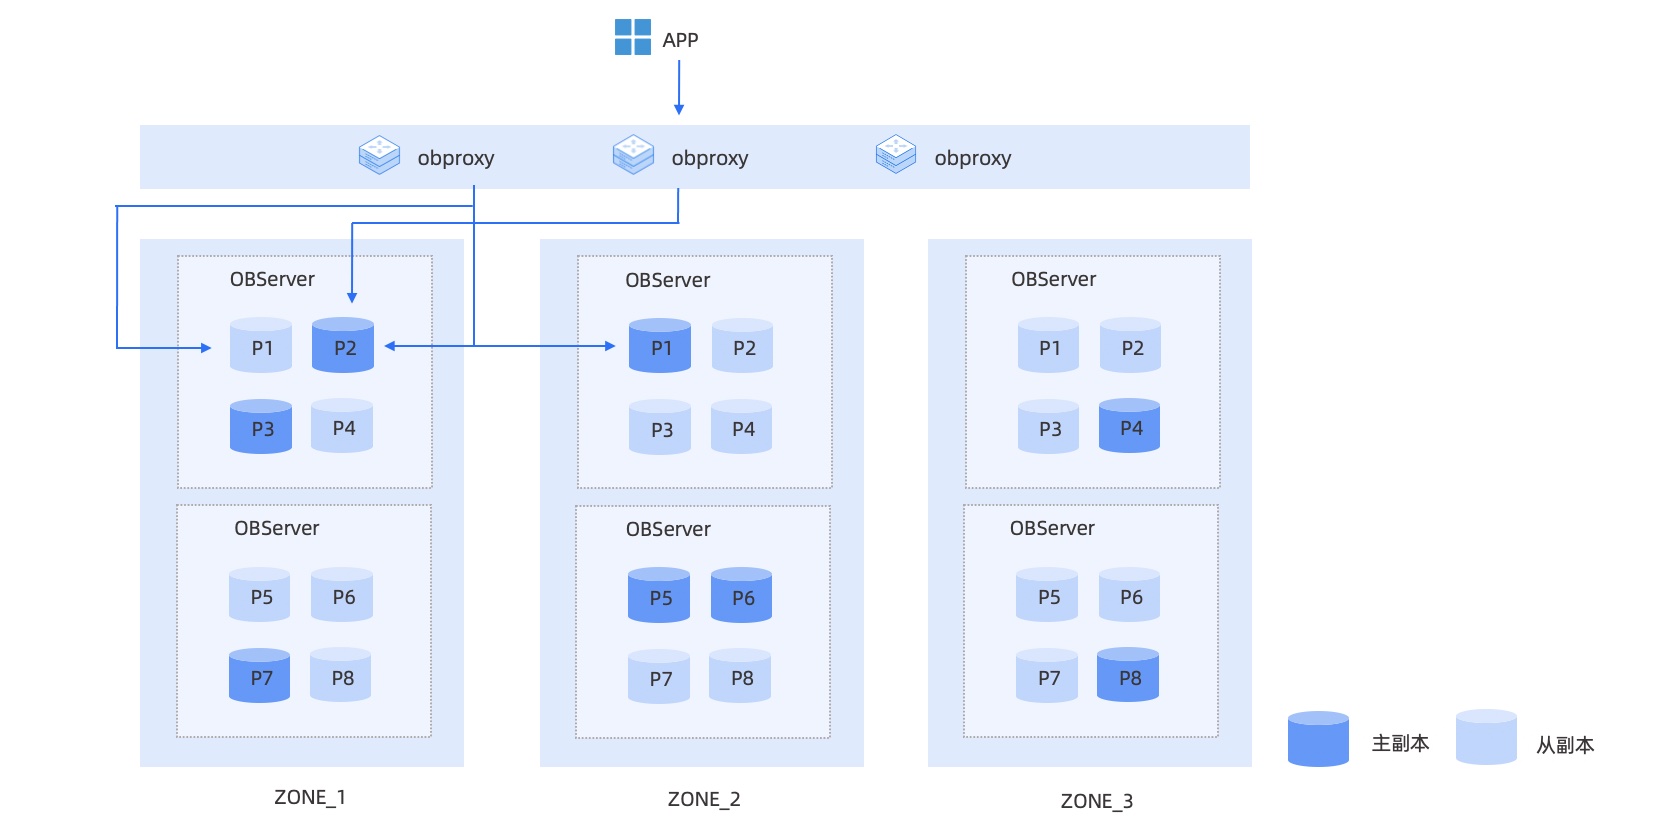 APP
obproxy
obproxy
obproxy
OBServer
P1
P2
P3
P4
OBServer
P5
P6
P7
P8
ZONE_1
OBServer
P1
P2
P3
P4
OBServer
P5
P6
P7
P8
ZONE_2
OBServer
P1
P2
P3
P4
OBServer
P5
P6
P7
P8
ZONE_3
主副本
从副本